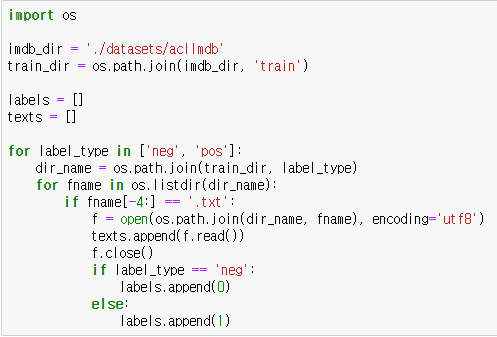 import os

imdb_dir = './datasets/aclImdb'
train_dir = os.path.join(imdb_dir, 'train')

labels = []
texts = []

for label_type in ['neg', 'pos']:
    dir_name = os.path.join(train_dir, label_type)
    for fname in os.listdir(dir_name):
        if fname[-4:] == '.txt':
            f = open(os.path.join(dir_name, fname), encoding='utf8')
            texts.append(f.read())
            f.close()
            if label_type == 'neg':
                labels.append(0)
            else:
                labels.append(1)